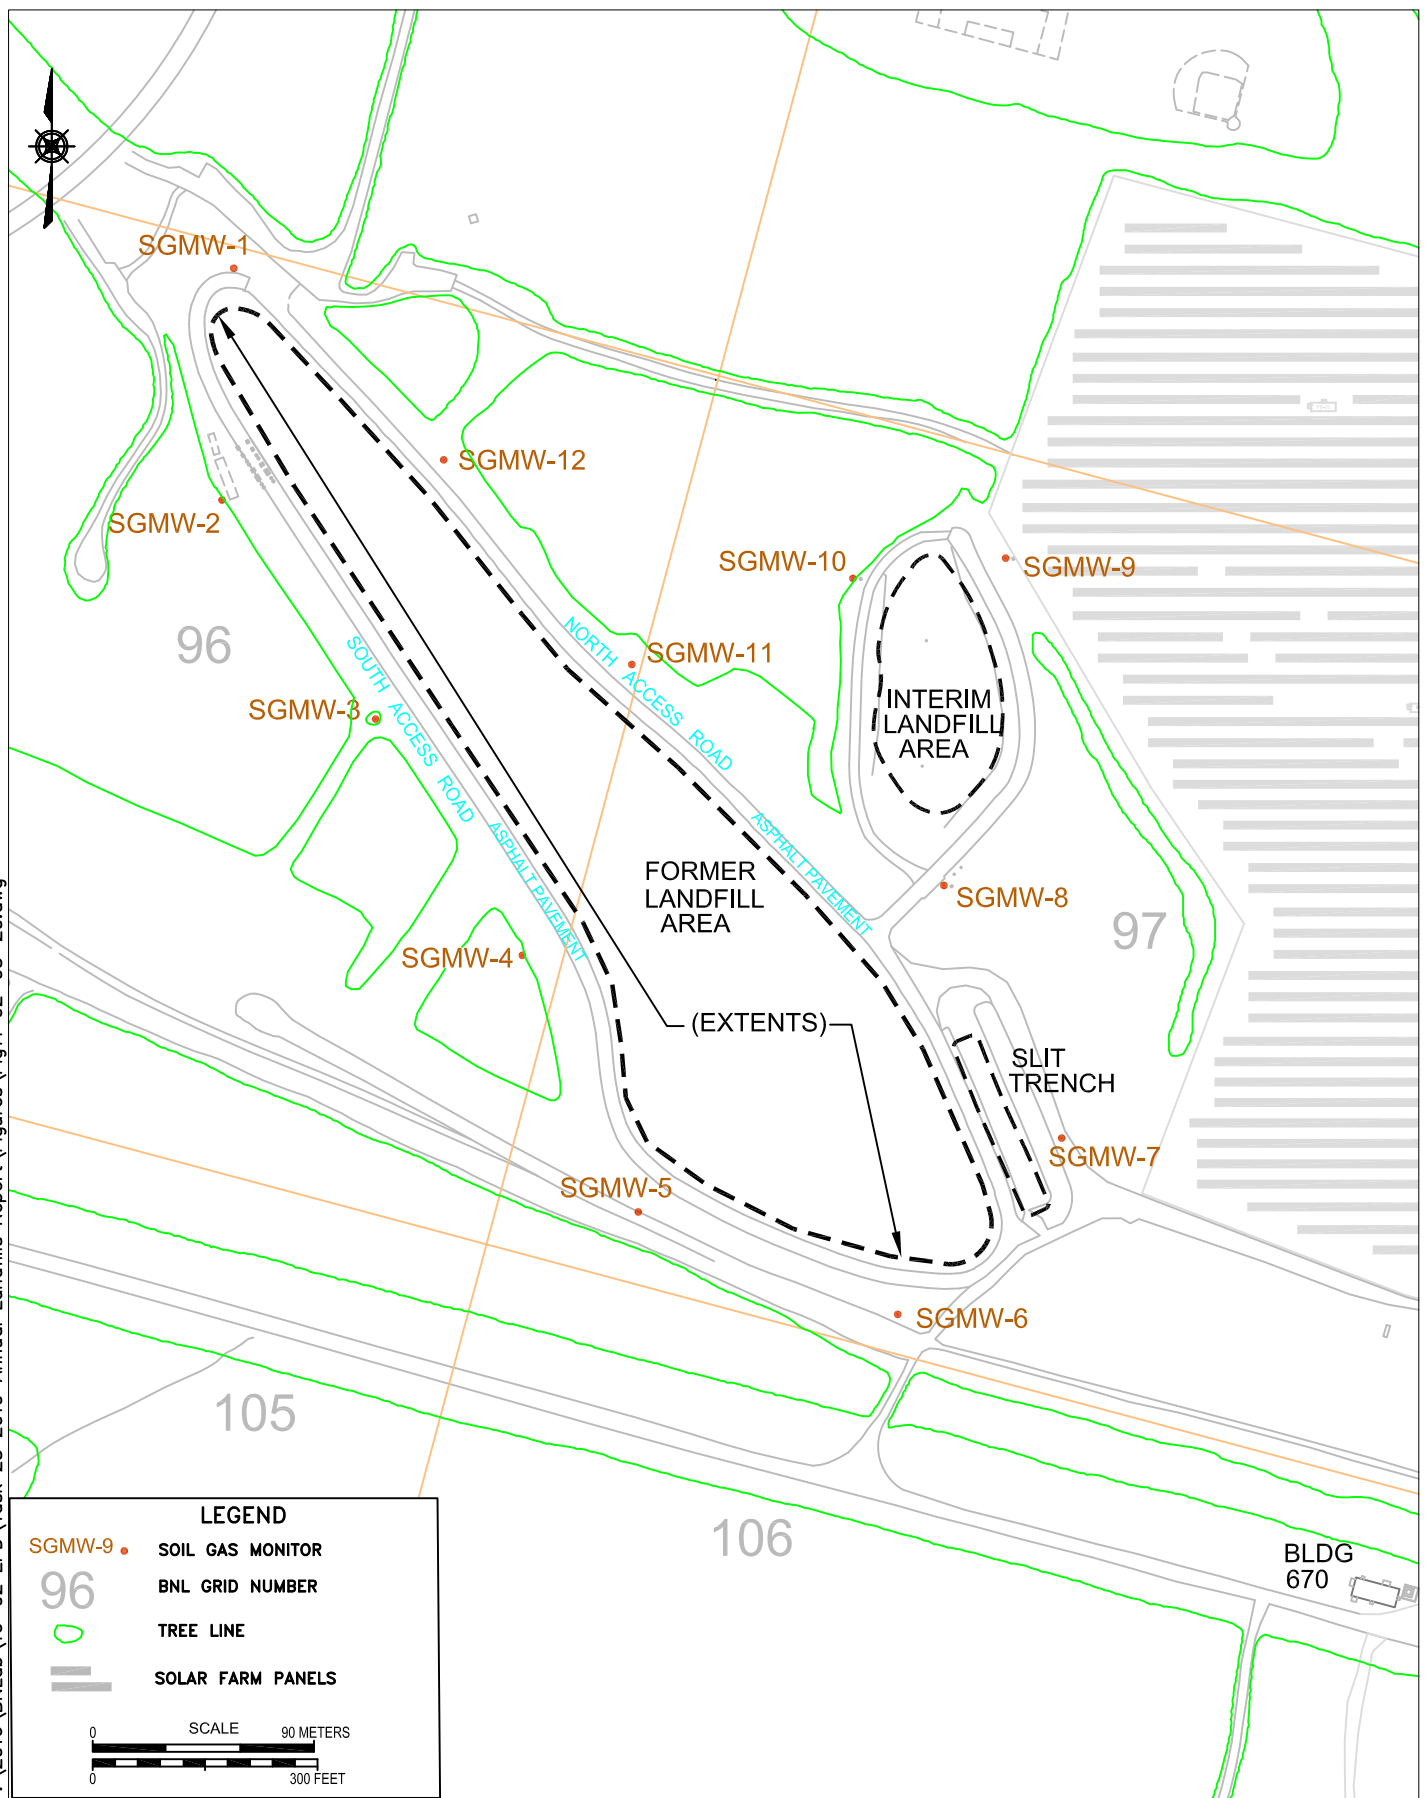 SGMW-1
SGMW-12
SGMW-2
SGMW-10
SGMW-9
96
NORTH ACCESS ROAD
SGMW-11
SOUTH ACCESS ROAD
SGMW-3
INTERIM
LANDFILL
AREA
ASPHALT PAVEMENT
ASPHALT PAVEMENT
FORMER
LANDFILL
AREA
SGMW-8
97
SGMW-4
(EXTENTS)
SLIT
TRENCH
SGMW-7
SGMW-5
SGMW-6
105
106
BLDG
670
LEGEND
SGMW-9 SOIL GAS MONITOR
96 BNL GRID NUMBER
TREE LINE
SOLAR FARM PANELS
0 SCALE 90 METERS
0 300 FEET